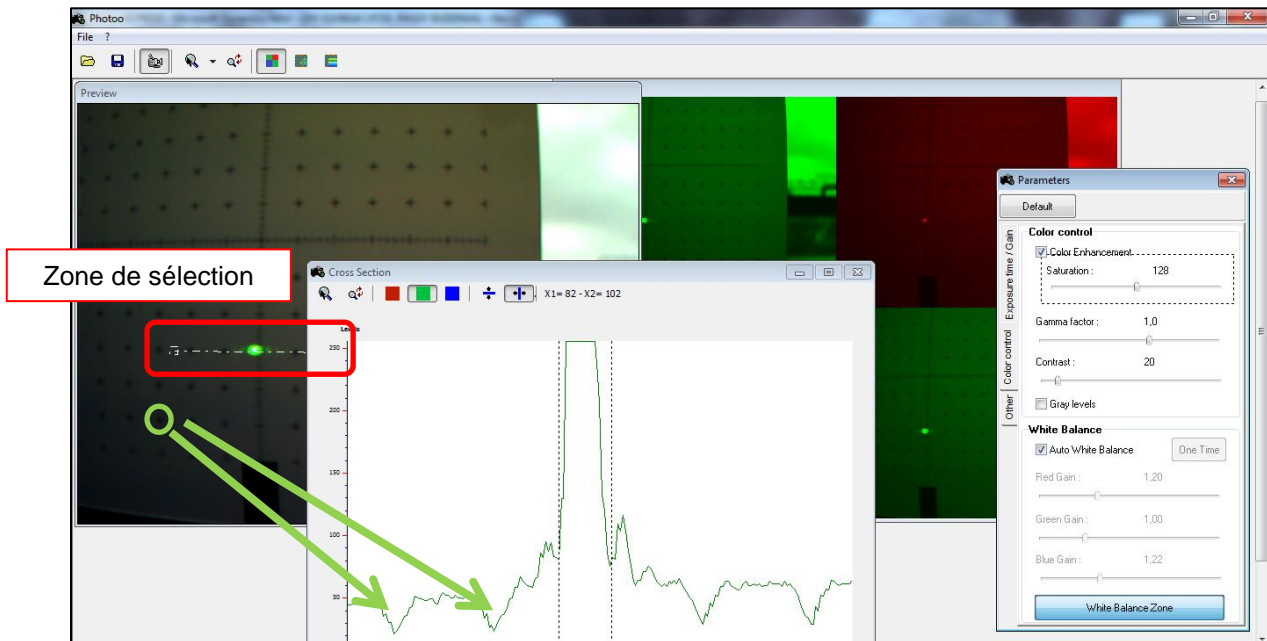 Photoo
File ?
Preview
Zone de sélection
Cross Section
X1= 82 - X2= 102
Levels
250
200
150
100
50
Parameters
Default
Exposure time / Gain
Color control
Other
Color control
Color Enhancement
Saturation : 128
Gamma factor : 1,0
Contrast : 20
Gray levels
White Balance
Auto White Balance One Time
Red Gain : 1,20
Green Gain : 1,00
Blue Gain : 1,22
White Balance Zone